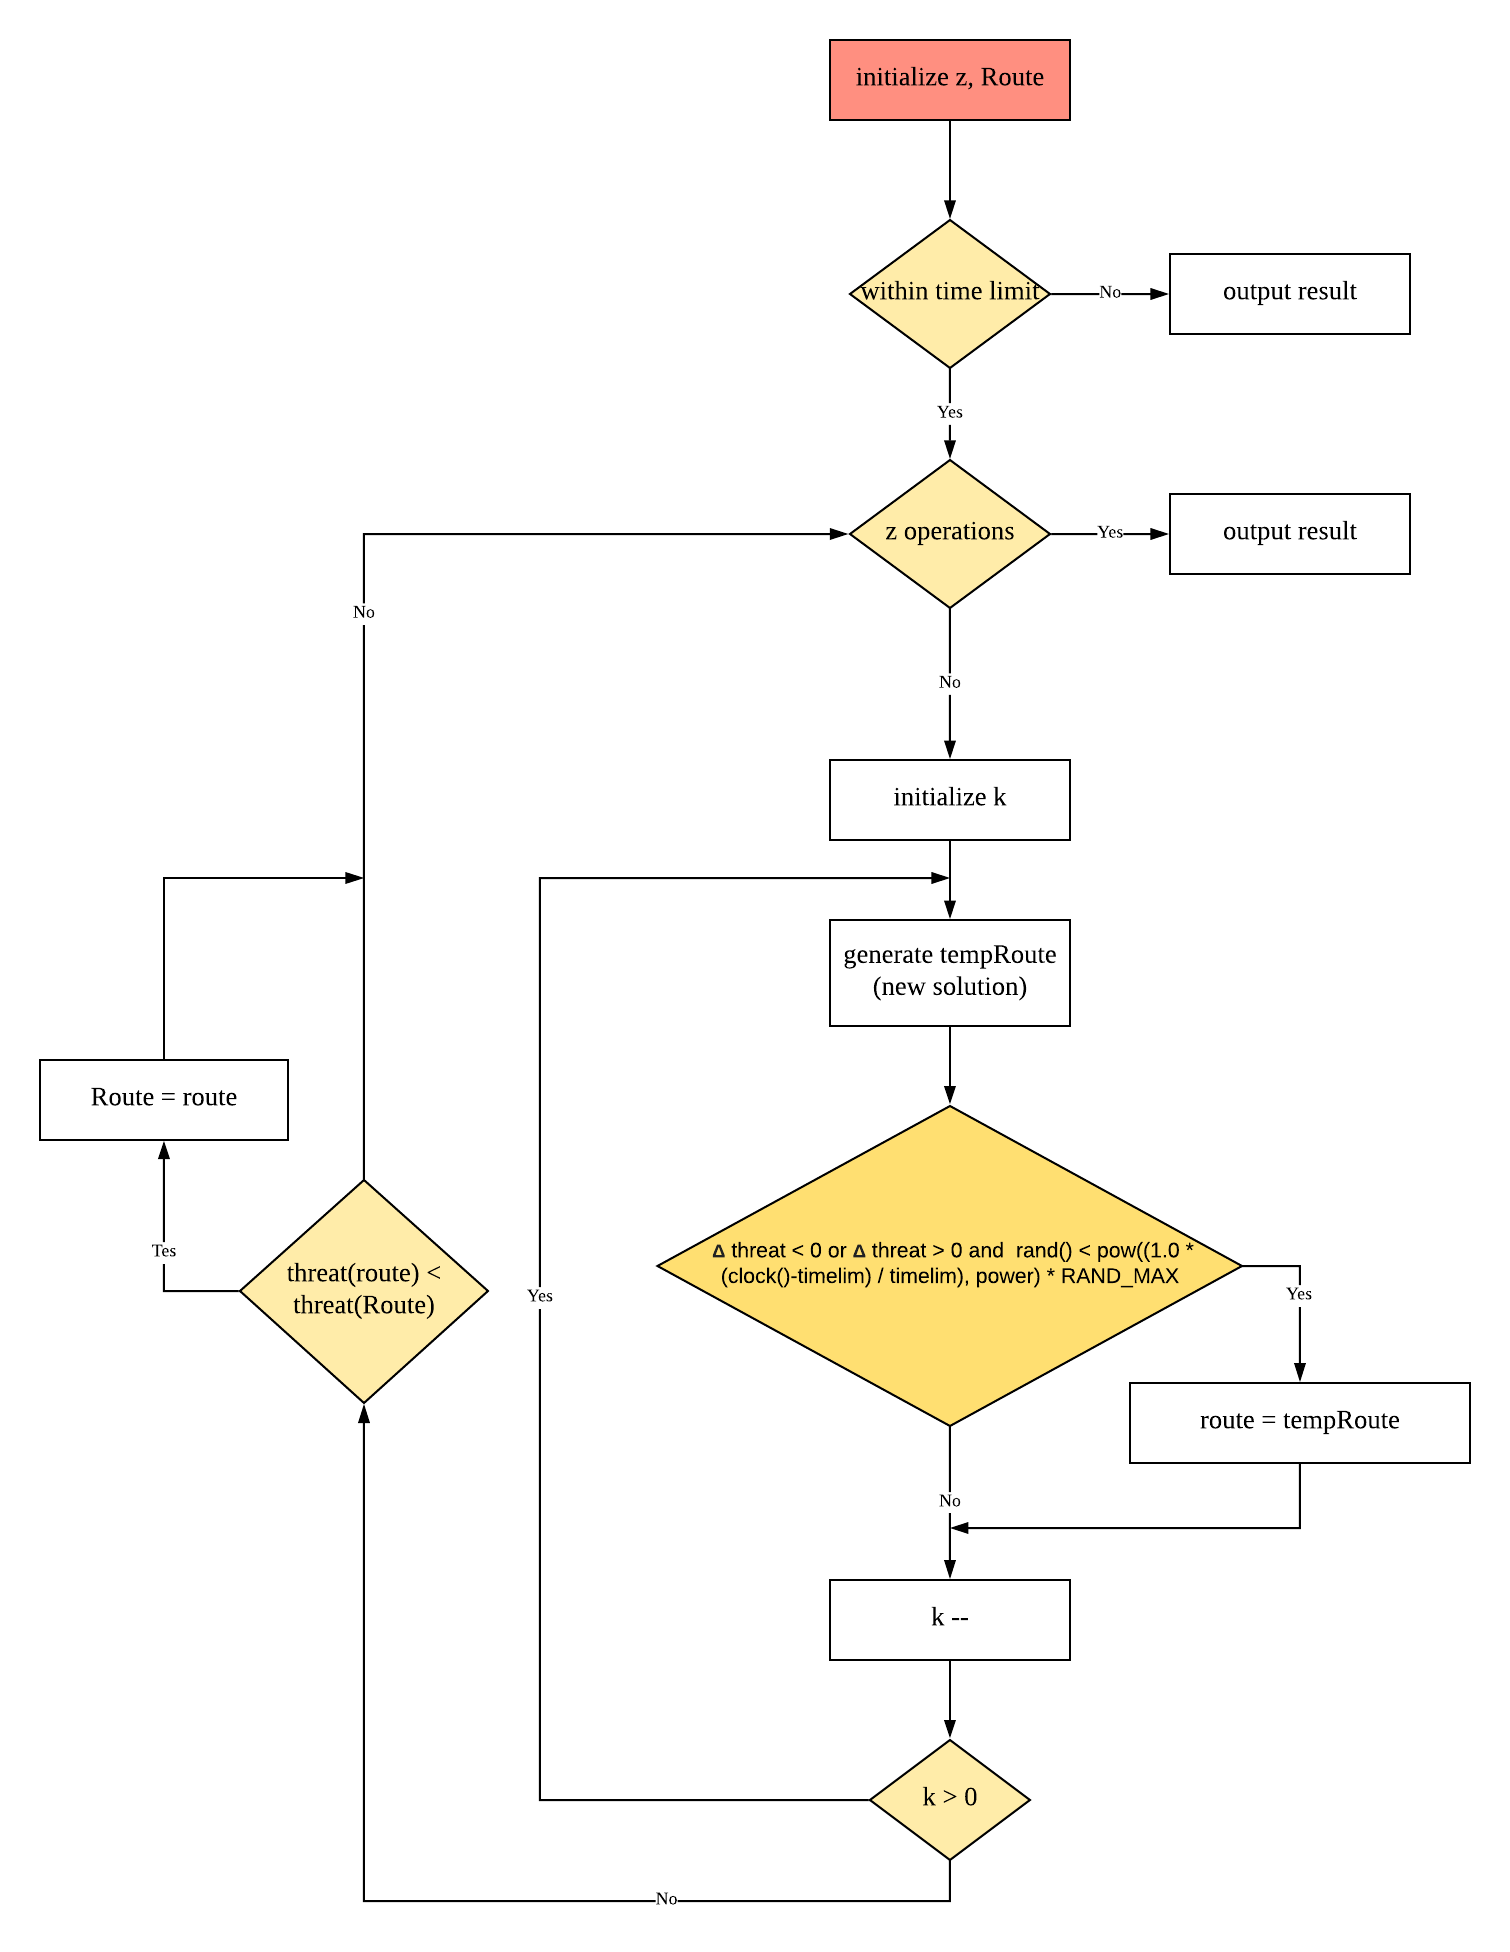 initialize z, Route
within time limit
No
output result
Yes
z operations
Yes
output result
No
No
initialize k
generate tempRoute
(new solution)
Route = route
Tes
threat(route) <
threat(Route)
Yes
Δ threat < 0 or Δ threat > 0 and  rand() < pow((1.0 *
(clock()-timelim) / timelim), power) * RAND_MAX
Yes
route = tempRoute
No
k --
k > 0
No